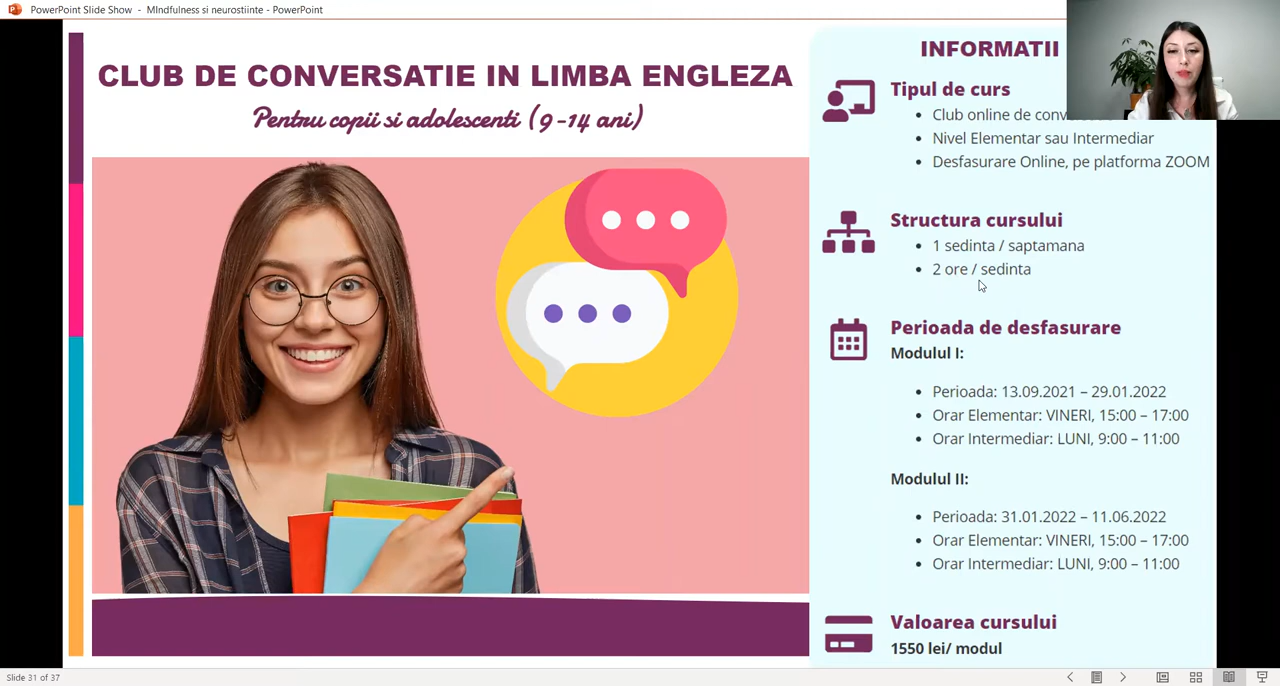 PowerPoint Slide Show - MIndfulness si neurostiinte - PowerPoint
CLUB DE CONVERSATIE IN LIMBA ENGLEZA
Pentru copii si adolescenti (9-14 ani)
INFORMATII
Tipul de curs
Club online de
Nivel Elementar sau Intermediar
Desfasurare Online, pe platforma ZOOM
Structura cursului
1 sedinta / saptamana
2 ore / sedinta
Perioada de desfasurare
Modulul I:
Perioada: 13.09.2021 – 29.01.2022
Orar Elementar: VINERI, 15:00 – 17:00
Orar Intermediar: LUNI, 9:00 – 11:00
Modulul II:
Perioada: 31.01.2022 – 11.06.2022
Orar Elementar: VINERI, 15:00 – 17:00
Orar Intermediar: LUNI, 9:00 – 11:00
Valoarea cursului
1550 lei/ modul
Slide 31 of 37